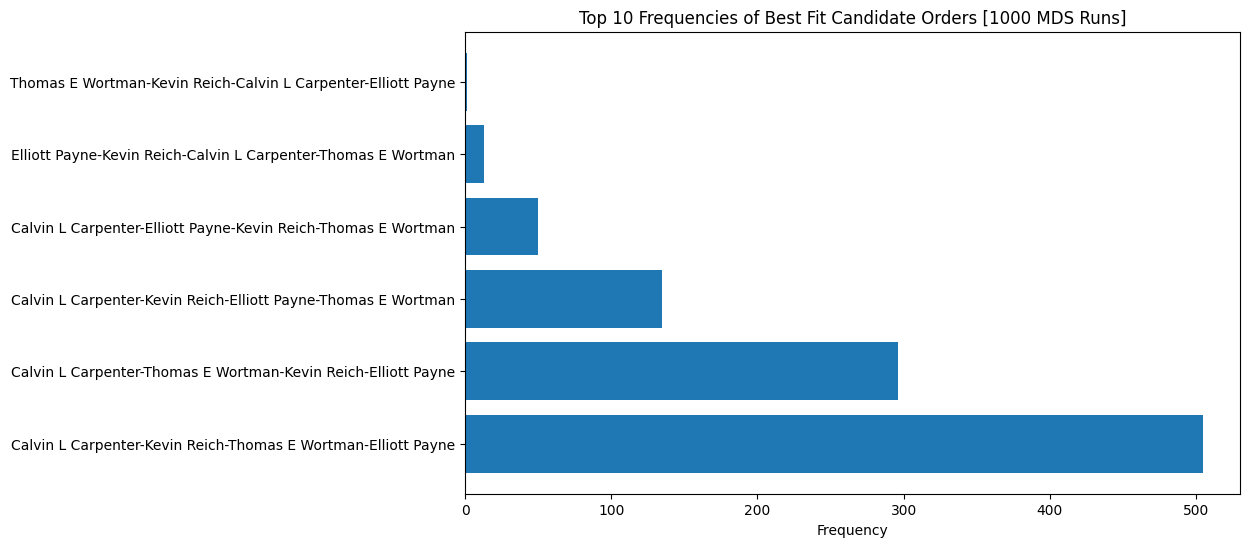 Top 10 Frequencies of Best Fit Candidate Orders [1000 MDS Runs]
Thomas E Wortman-Kevin Reich-Calvin L Carpenter-Elliott Payne
Elliott Payne-Kevin Reich-Calvin L Carpenter-Thomas E Wortman
Calvin L Carpenter-Elliott Payne-Kevin Reich-Thomas E Wortman
Calvin L Carpenter-Kevin Reich-Elliott Payne-Thomas E Wortman
Calvin L Carpenter-Thomas E Wortman-Kevin Reich-Elliott Payne
Calvin L Carpenter-Kevin Reich-Thomas E Wortman-Elliott Payne
0 100 200 300 400 500
Frequency